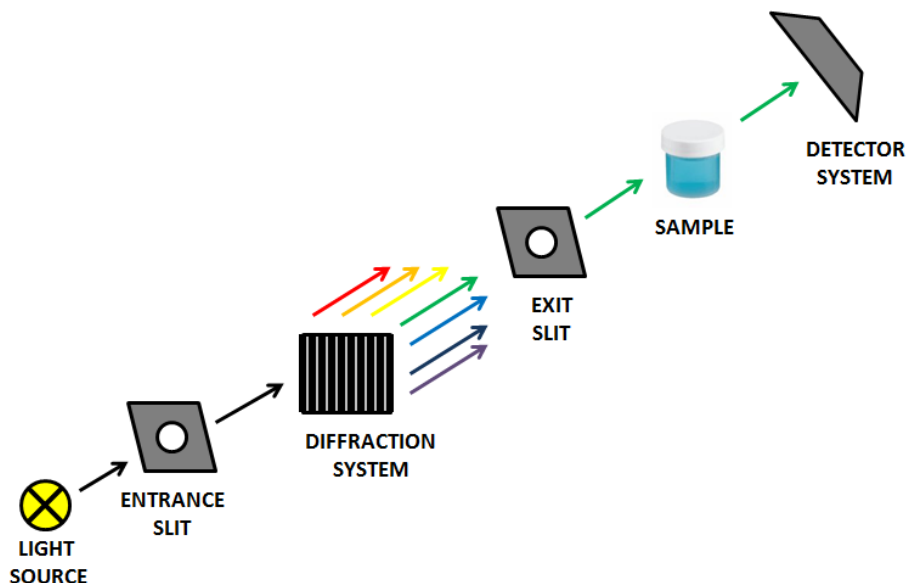 DETECTOR
SYSTEM
SAMPLE
EXIT
SLIT
DIFFRACTION
SYSTEM
ENTRANCE
SLIT
LIGHT
SOURCE